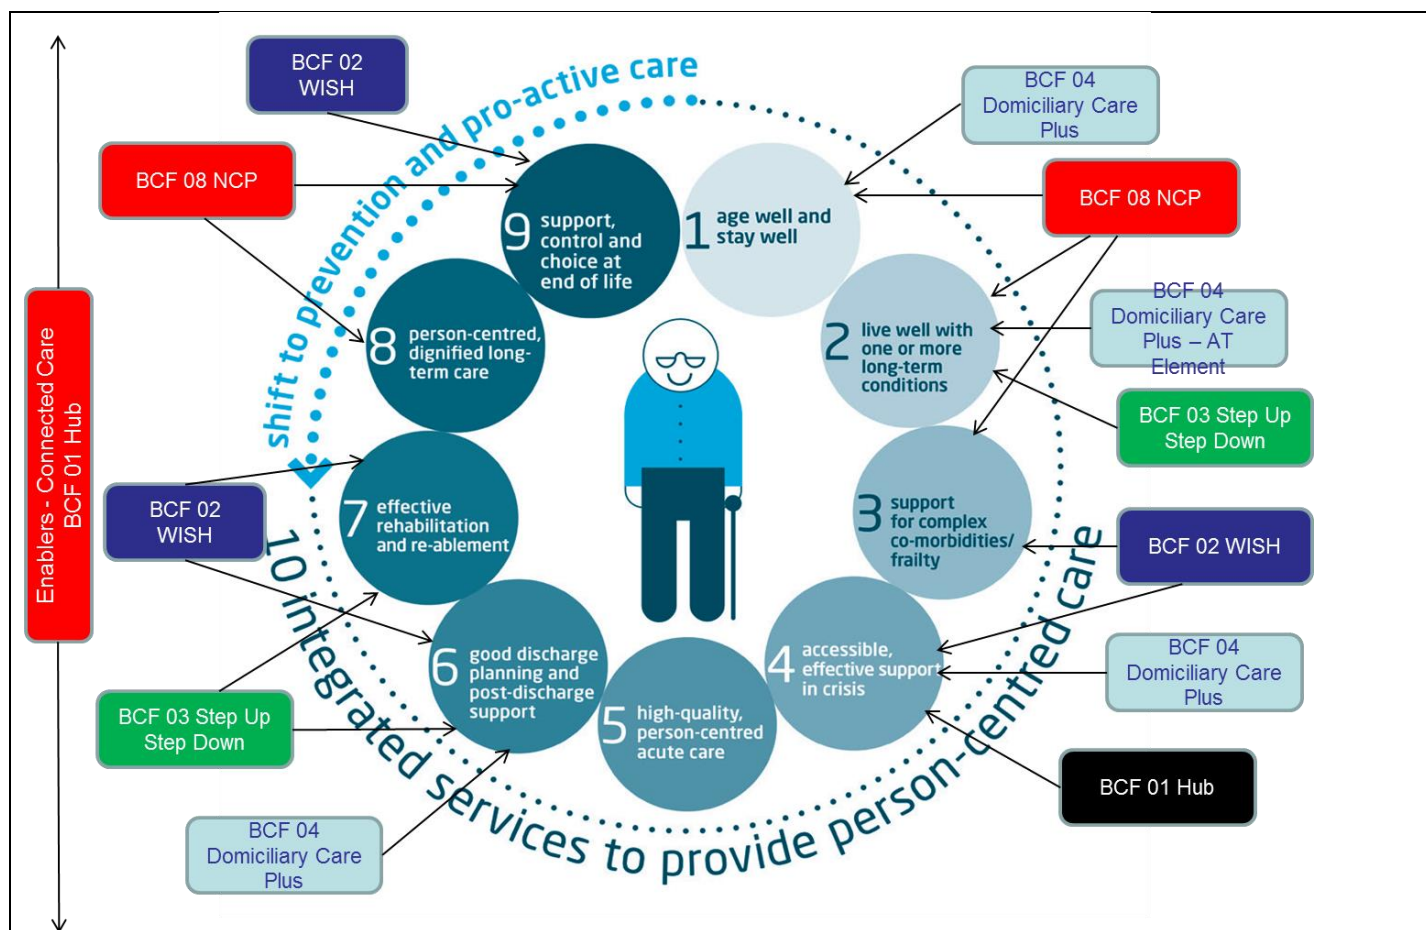 Enablers - Connected Care
BCF 01 Hub
shift to prevention and pro-active care
10 integrated services to provide person-centred care
BCF 02
WISH
BCF 08 NCP
BCF 02
WISH
BCF 03 Step Up
Step Down
BCF 04
Domiciliary Care
Plus
1 age well and
stay well
2 live well with
one or more
long-term
conditions
3 support
for complex
co-morbidities/
frailty
4 accessible,
effective support
in crisis
5 high-quality,
person-centred
acute care
6 good discharge
planning and
post-discharge
support
7 effective
rehabilitation
and re-ablement
8 person-centred,
dignified long-
term care
9 support,
control and
choice at
end of life
BCF 04
Domiciliary Care
Plus
BCF 08 NCP
BCF 04
Domiciliary Care
Plus – AT
Element
BCF 03 Step Up
Step Down
BCF 02 WISH
BCF 04
Domiciliary Care
Plus
BCF 01 Hub